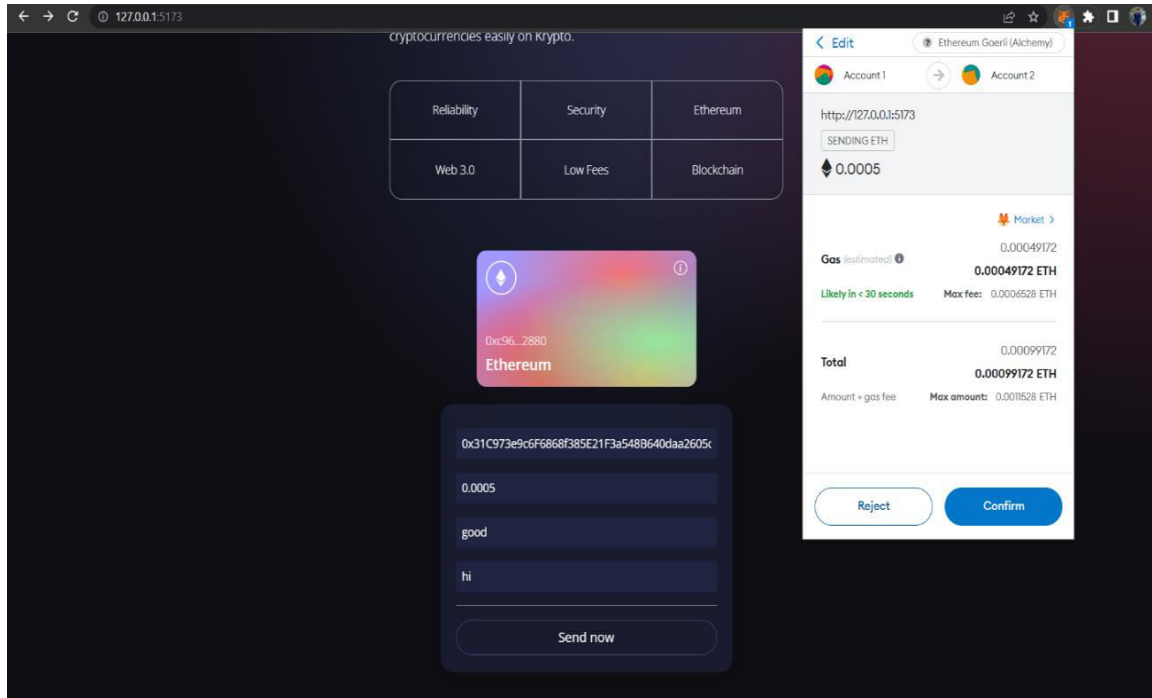 127.0.0.1:5173
cryptocurrencies easily on Krypto.
Reliability Security Ethereum
Web 3.0 Low Fees Blockchain
0xc96...2880
Ethereum
0x31C973e9c6F6868f385E21F3a548B640daa2605c
0.0005
good
hi
Send now
1
Edit
Ethereum Goerli (Alchemy)
Account 1
Account 2
http://127.0.0.1:5173
SENDING ETH
0.0005
Market >
0.00049172
Gas (estimated)
0.00049172 ETH
Likely in < 30 seconds Max fee: 0.0006528 ETH
0.00099172
Total
0.00099172 ETH
Amount + gas fee Max amount: 0.0011528 ETH
Reject Confirm